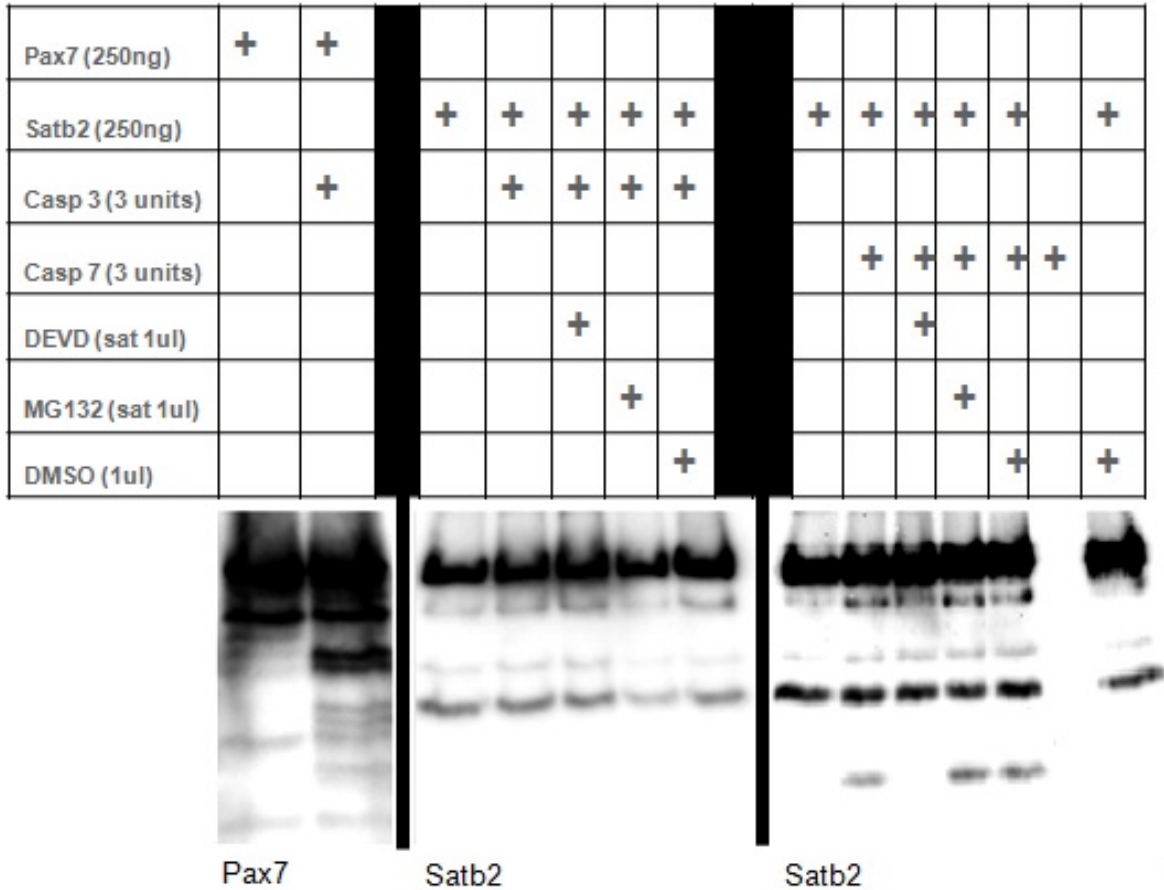 Pax7 (250ng) + +
Satb2 (250ng) + + + + + + + + + + +
Casp 3 (3 units) + + + + +
Casp 7 (3 units) + + + + +
DEVD (sat 1ul) + +
MG132 (sat 1ul) + +
DMSO (1ul) + + +
Pax7 Satb2 Satb2